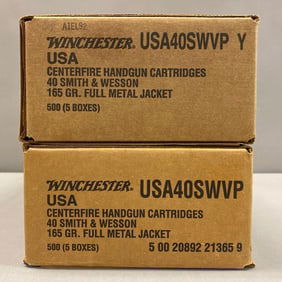 A1EL92
WINCHESTER. USA40SWVP Y
USA
CENTERFIRE HANDGUN CARTRIDGES
40 SMITH & WESSON
165 GR. FULL METAL JACKET
500 (5 BOXES)
WINCHESTER. USA40SWVP
USA
CENTERFIRE HANDGUN CARTRIDGES
40 SMITH & WESSON
165 GR. FULL METAL JACKET
500 (5 BOXES) 5 00 20892 21365 9